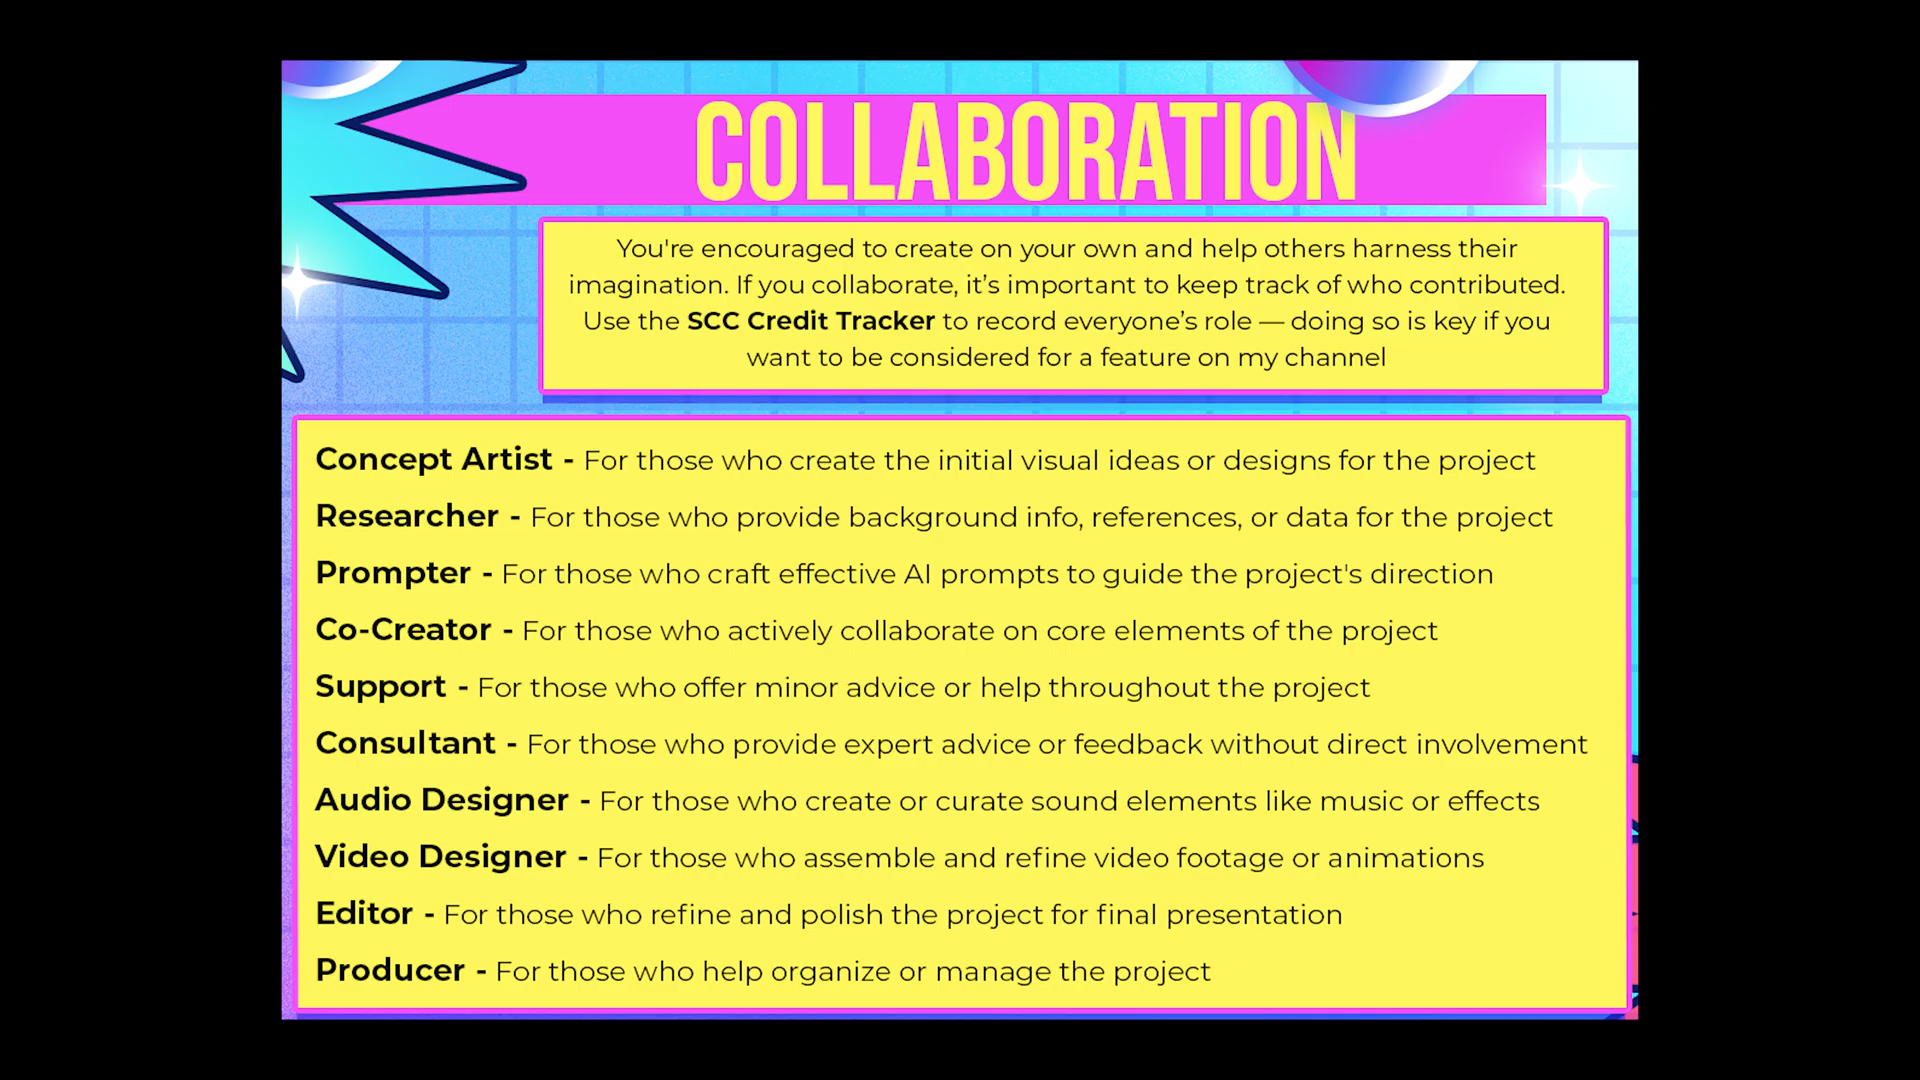 COLLABORATION
You're encouraged to create on your own and help others harness their
imagination. If you collaborate, it’s important to keep track of who contributed.
Use the SCC Credit Tracker to record everyone’s role — doing so is key if you
want to be considered for a feature on my channel
Concept Artist - For those who create the initial visual ideas or designs for the project
Researcher - For those who provide background info, references, or data for the project
Prompter - For those who craft effective AI prompts to guide the project's direction
Co-Creator - For those who actively collaborate on core elements of the project
Support - For those who offer minor advice or help throughout the project
Consultant - For those who provide expert advice or feedback without direct involvement
Audio Designer - For those who create or curate sound elements like music or effects
Video Designer - For those who assemble and refine video footage or animations
Editor - For those who refine and polish the project for final presentation
Producer - For those who help organize or manage the project